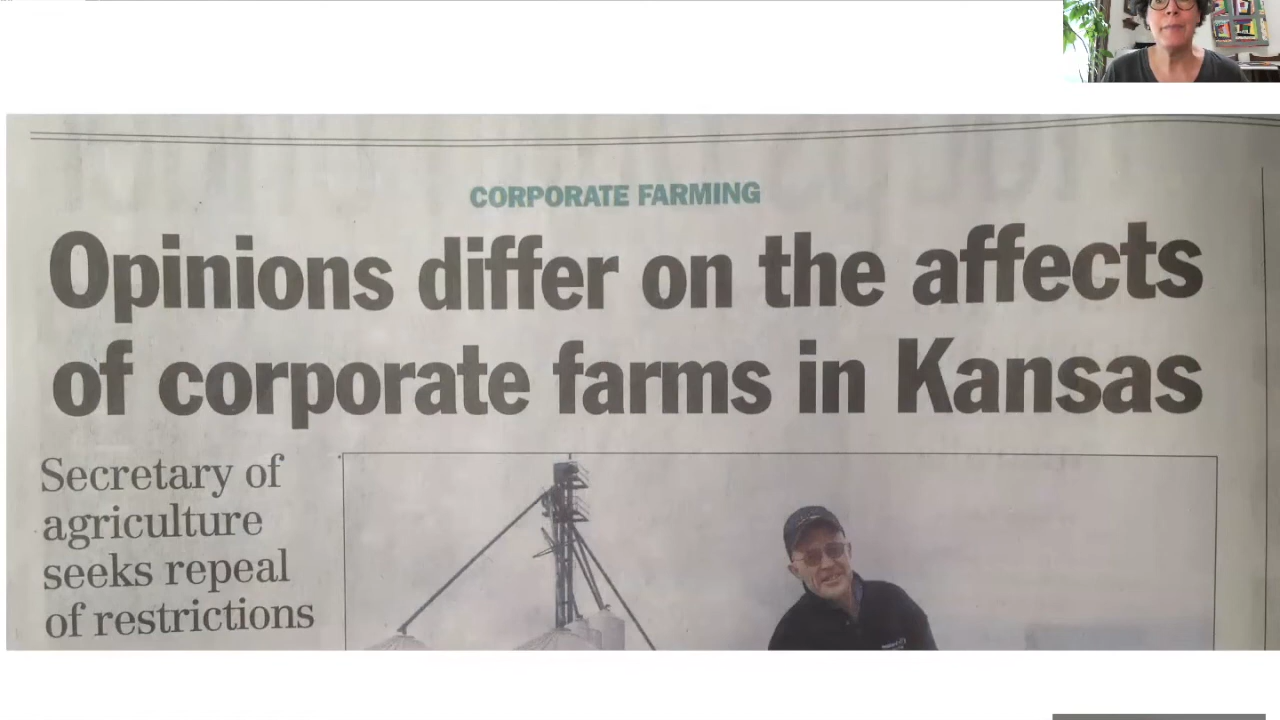 CORPORATE FARMING
Opinions differ on the affects
of corporate farms in Kansas
Secretary of
agriculture
seeks repeal
of restrictions